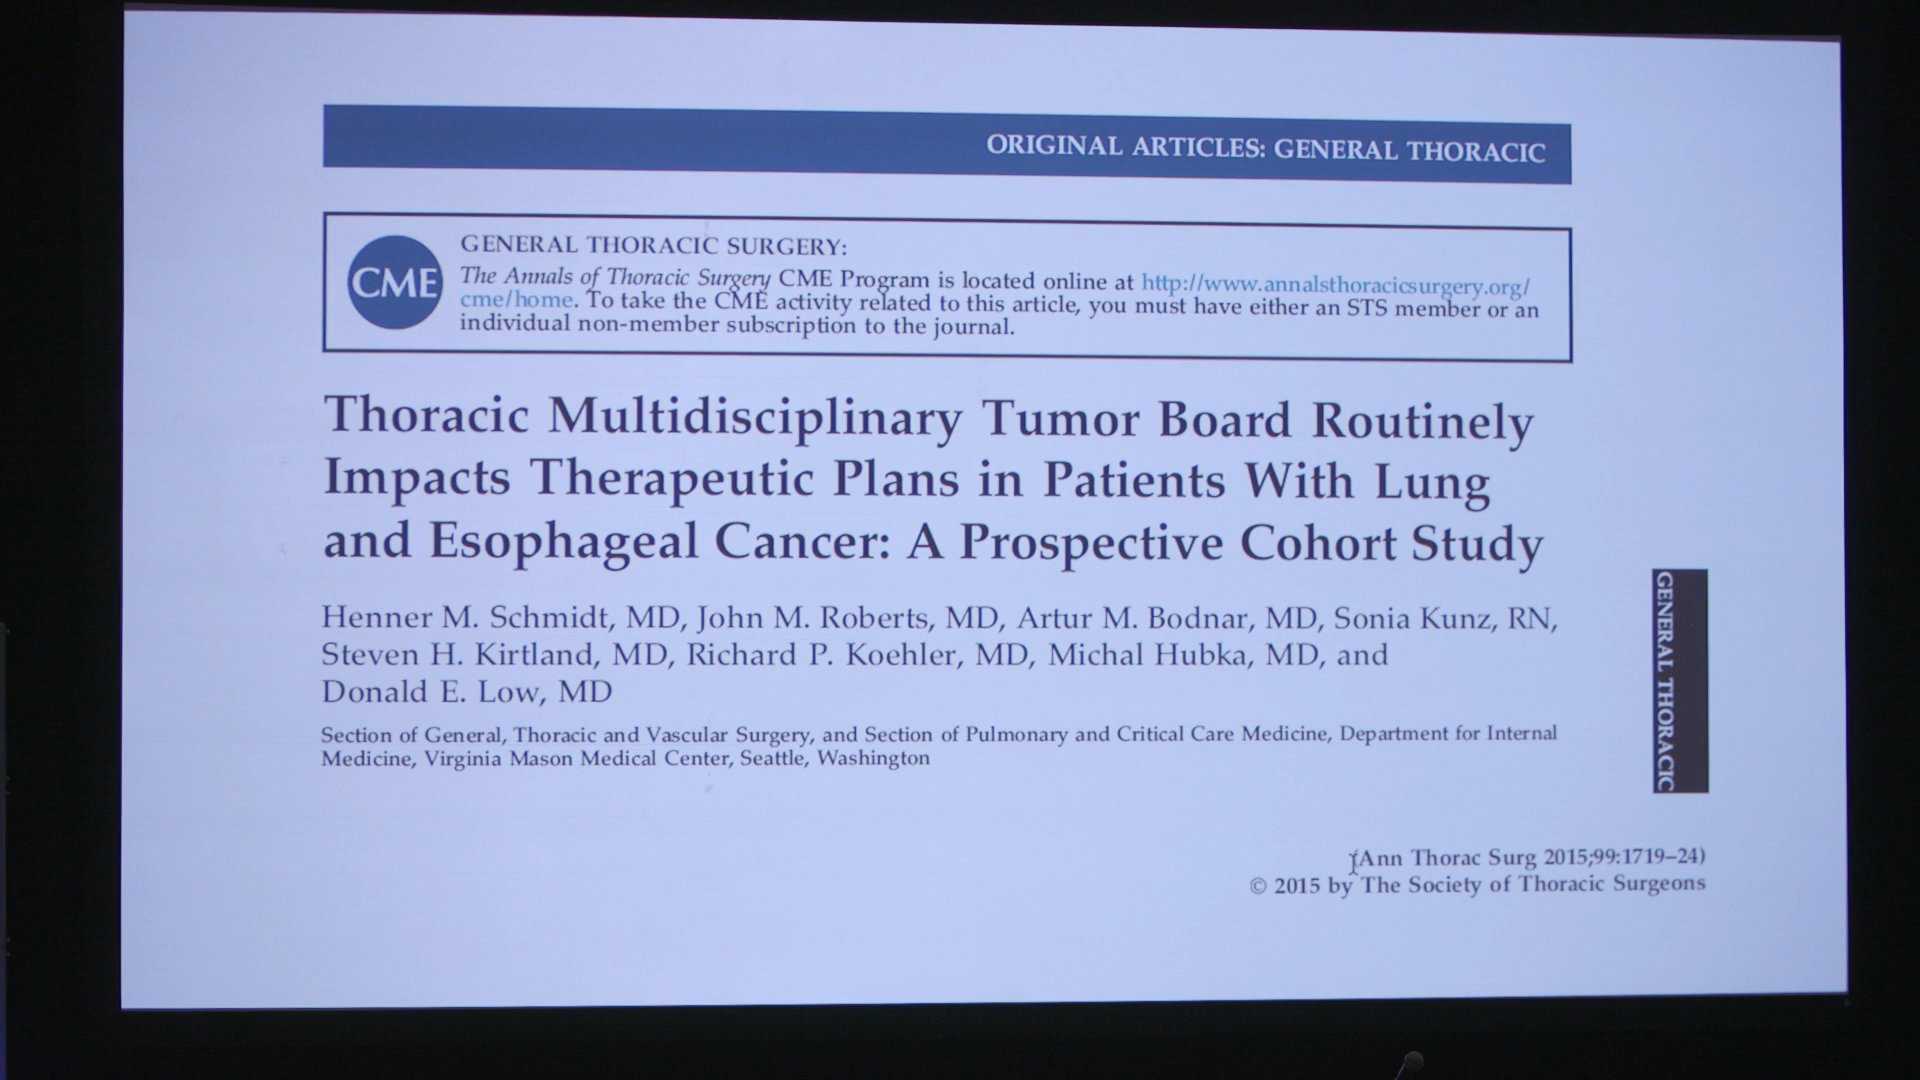 ORIGINAL ARTICLES: GENERAL THORACIC
CME
GENERAL THORACIC SURGERY:
The Annals of Thoracic Surgery CME Program is located online at http://www.annalsthoracicsurgery.org/
cme/home. To take the CME activity related to this article, you must have either an STS member or an
individual non-member subscription to the journal.
Thoracic Multidisciplinary Tumor Board Routinely
Impacts Therapeutic Plans in Patients With Lung
and Esophageal Cancer: A Prospective Cohort Study
Henner M. Schmidt, MD, John M. Roberts, MD, Artur M. Bodnar, MD, Sonia Kunz, RN,
Steven H. Kirtland, MD, Richard P. Koehler, MD, Michal Hubka, MD, and
Donald E. Low, MD
Section of General, Thoracic and Vascular Surgery, and Section of Pulmonary and Critical Care Medicine, Department for Internal
Medicine, Virginia Mason Medical Center, Seattle, Washington
GENERAL THORACIC
(Ann Thorac Surg 2015;99:1719–24)
© 2015 by The Society of Thoracic Surgeons